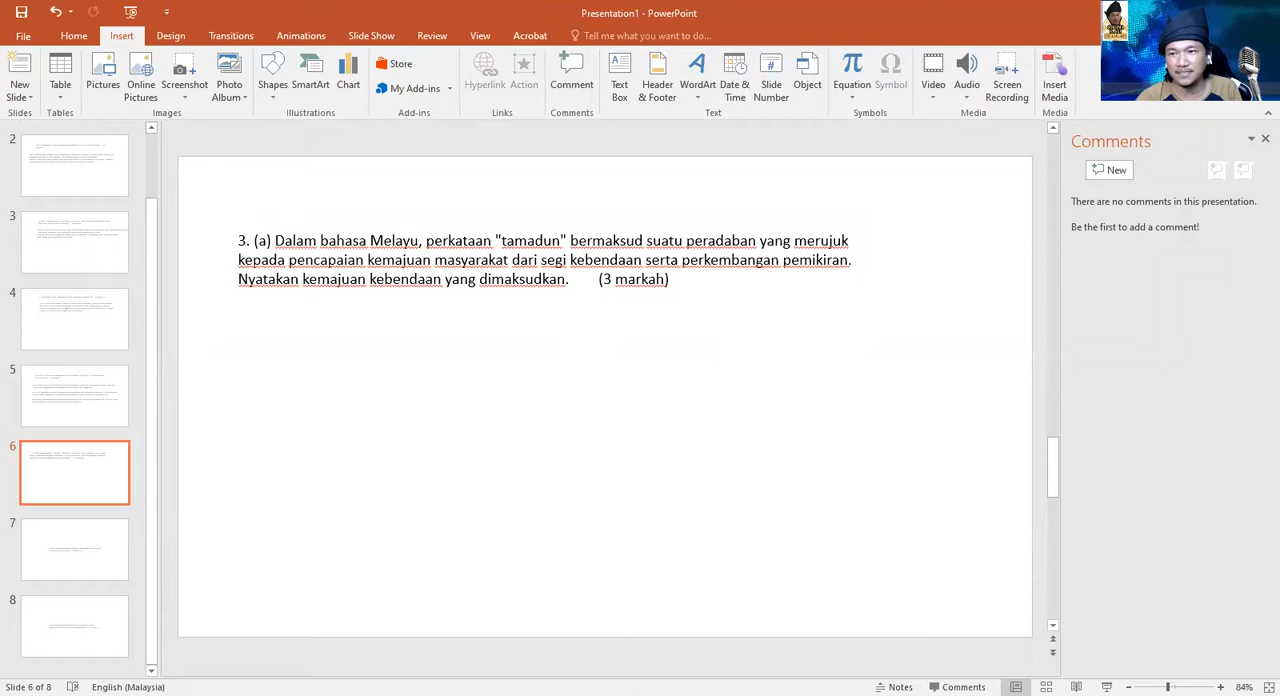 Presentation1 - PowerPoint
File
Home
Insert
Design
Transitions
Animations
Slide Show
Review
View
Acrobat
Tell me what you want to do...
New Slide
Table
Pictures
Online Pictures
Screenshot
Photo Album
Shapes
SmartArt
Chart
Store
My Add-ins
Hyperlink
Action
Comment
Text Box
Header & Footer
WordArt
Date & Time
Slide Number
Object
Equation
Symbol
Video
Audio
Screen Recording
Insert Media
Slides
Tables
Images
Illustrations
Add-ins
Links
Comments
Text
Symbols
Media
Media
2
3
4
5
6
7
8
3. (a) Dalam bahasa Melayu, perkataan "tamadun" bermaksud suatu peradaban yang merujuk
kepada pencapaian kemajuan masyarakat dari segi kebendaan serta perkembangan pemikiran.
Nyatakan kemajuan kebendaan yang dimaksudkan. (3 markah)
Comments
New
There are no comments in this presentation.
Be the first to add a comment!
Slide 6 of 8
English (Malaysia)
Notes
Comments
84%